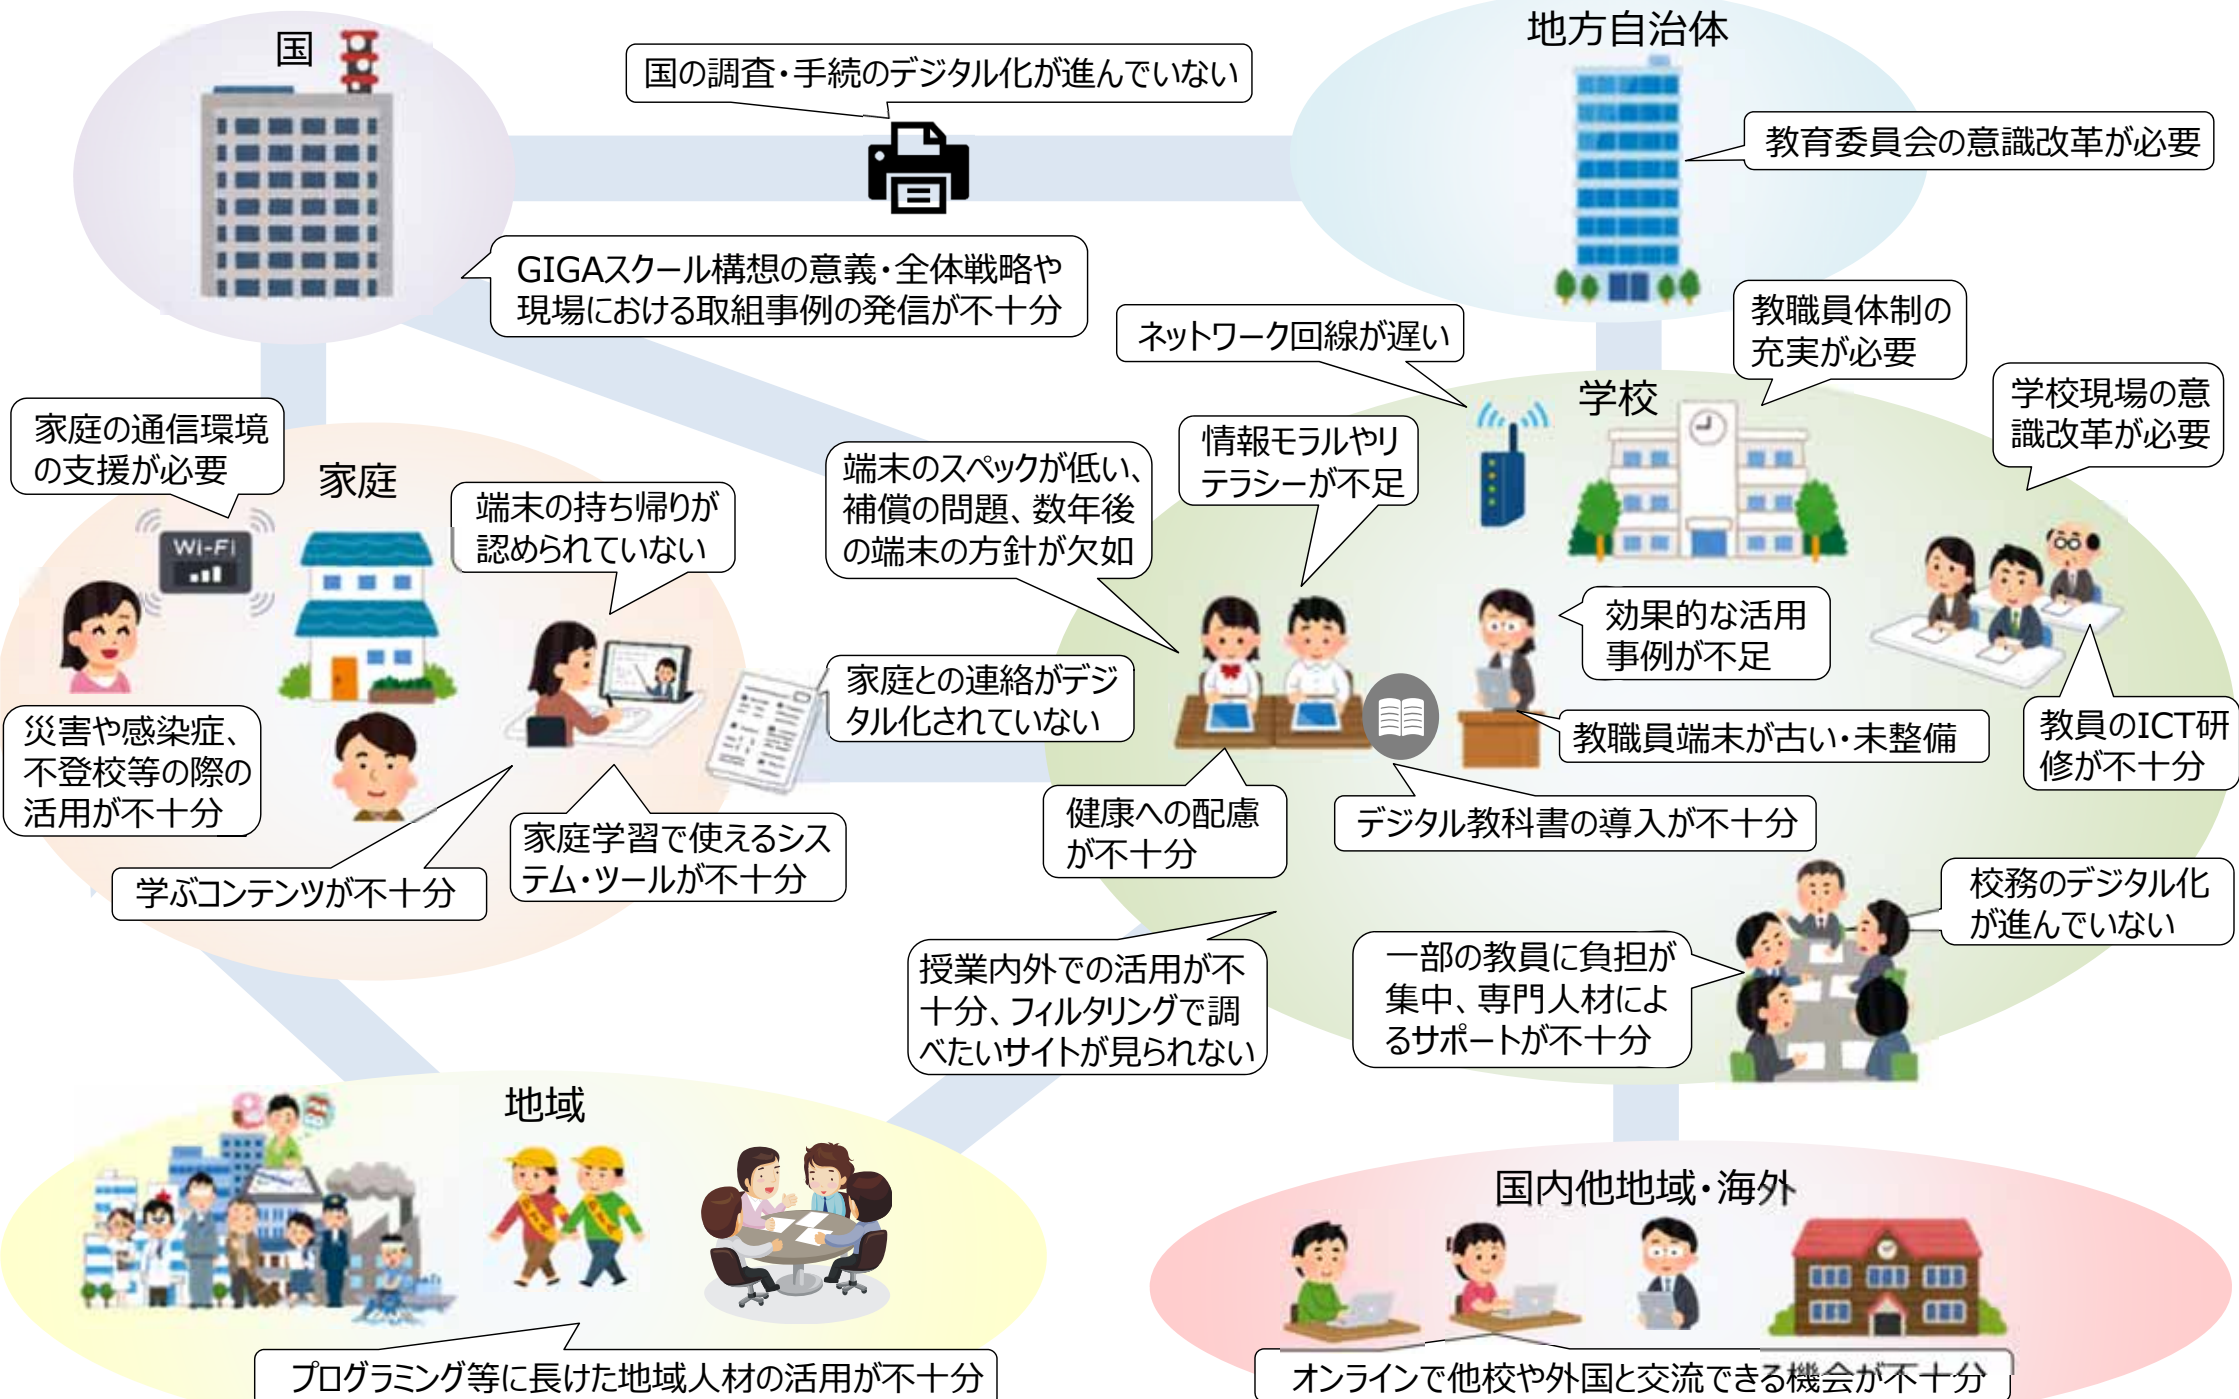 国
地方自治体
国の調査・手続のデジタル化が進んでいない
教育委員会の意識改革が必要
GIGAスクール構想の意義・全体戦略や
現場における取組事例の発信が不十分
ネットワーク回線が遅い
教職員体制の
充実が必要
学校
学校現場の意
識改革が必要
家庭の通信環境
の支援が必要
家庭
端末の持ち帰りが
認められていない
端末のスペックが低い、
補償の問題、数年後
の端末の方針が欠如
情報モラルやリ
テラシーが不足
Wi-Fi
効果的な活用
事例が不足
家庭との連絡がデジ
タル化されていない
教職員端末が古い・未整備
教員のICT研
修が不十分
災害や感染症、
不登校等の際の
活用が不十分
学ぶコンテンツが不十分
家庭学習で使えるシス
テム・ツールが不十分
健康への配慮
が不十分
デジタル教科書の導入が不十分
校務のデジタル化
が進んでいない
授業内外での活用が不
十分、フィルタリングで調
べたいサイトが見られない
一部の教員に負担が
集中、専門人材によ
るサポートが不十分
地域
国内他地域・海外
プログラミング等に長けた地域人材の活用が不十分
オンラインで他校や外国と交流できる機会が不十分